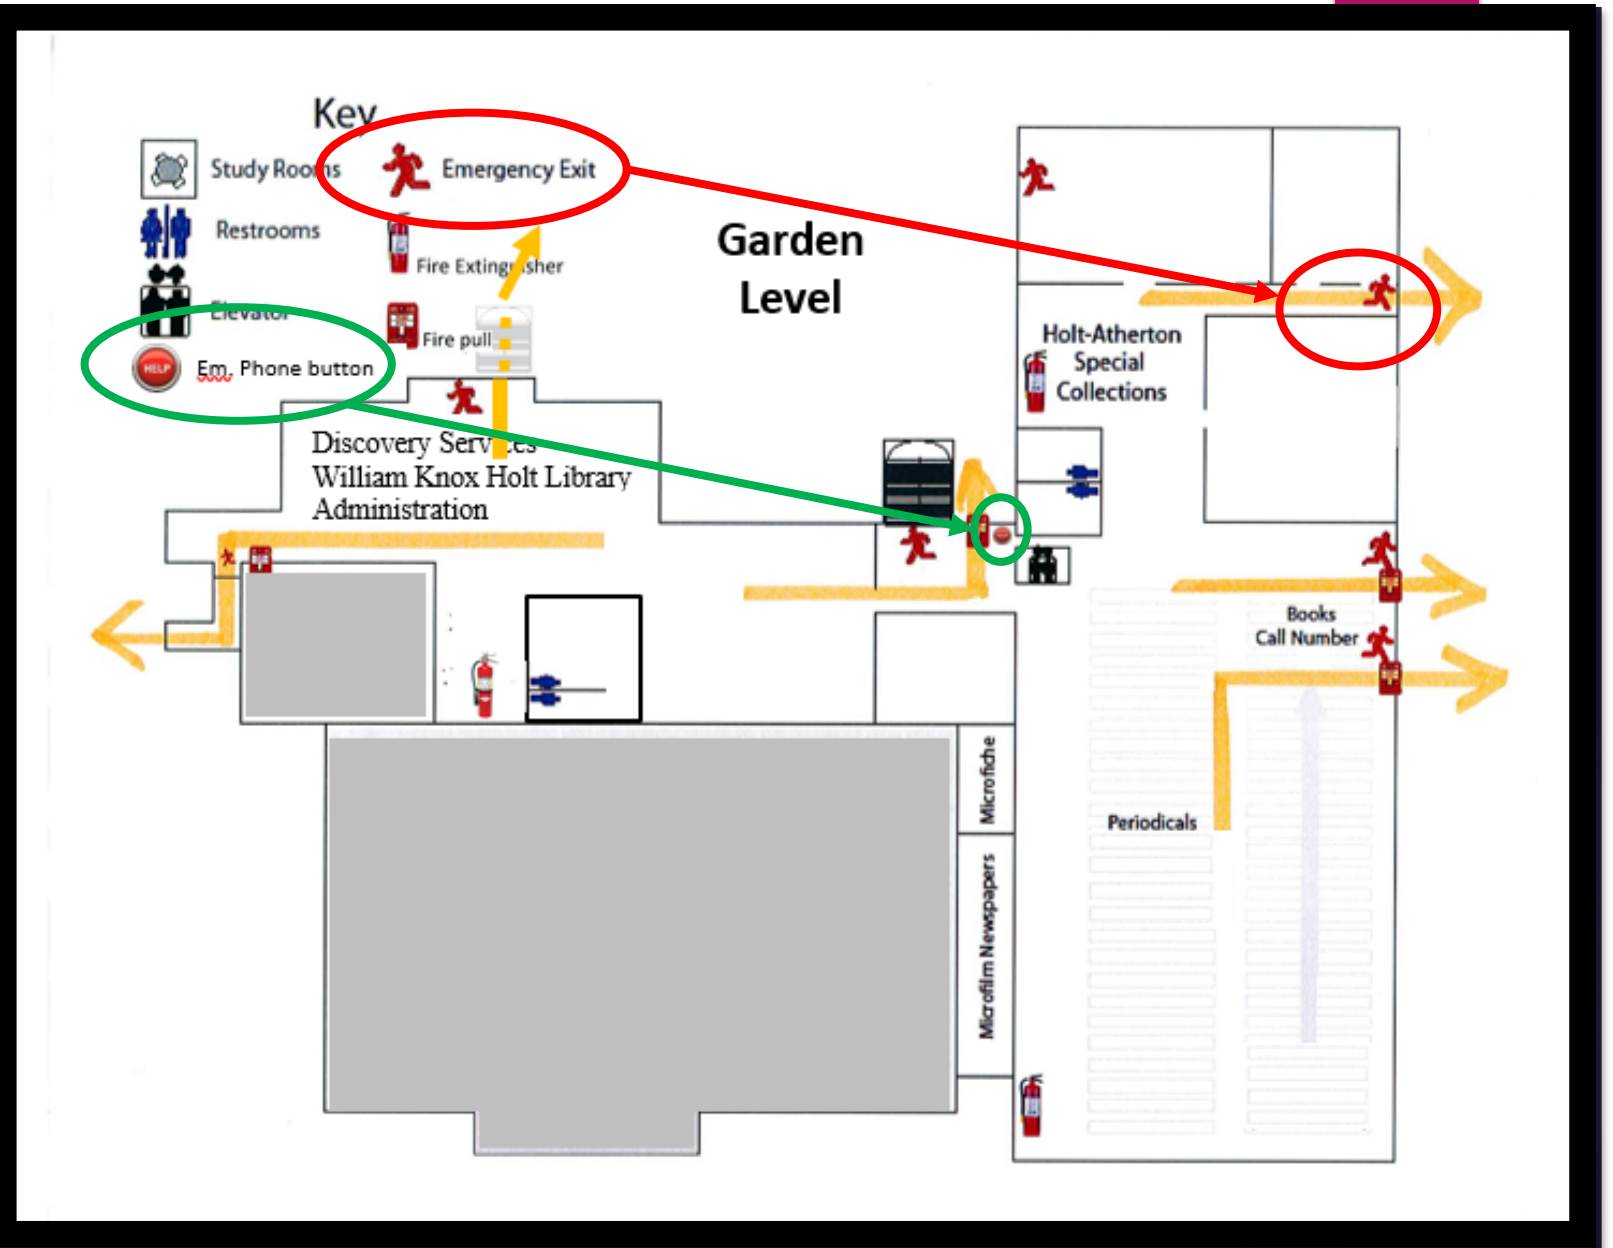 Key
Study Rooms
Emergency Exit
Restrooms
Fire Extinguisher
Elevator
Fire pull
HELP
Em. Phone button
Garden
Level
Discovery Services
William Knox Holt Library
Administration
Holt-Atherton
Special
Collections
Books
Call Number
Periodicals
Microfiche
Microfilm Newspapers